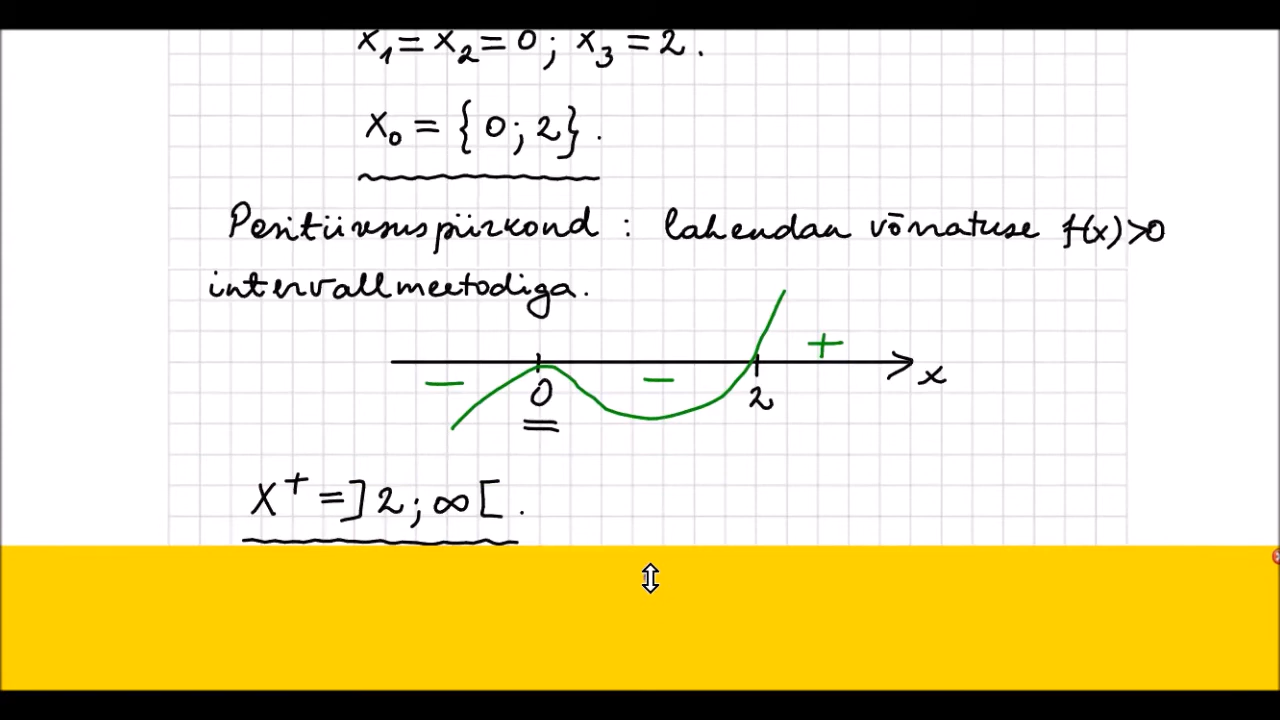 x₁ = x₂ = 0; x₃ = 2.
X₀ = {0; 2}.
Positiivsuspiirkond : lahendan võrratuse f(x)>0
intervallmeetodiga.
− − +
0 2 x
X⁺ = ]2; ∞[.